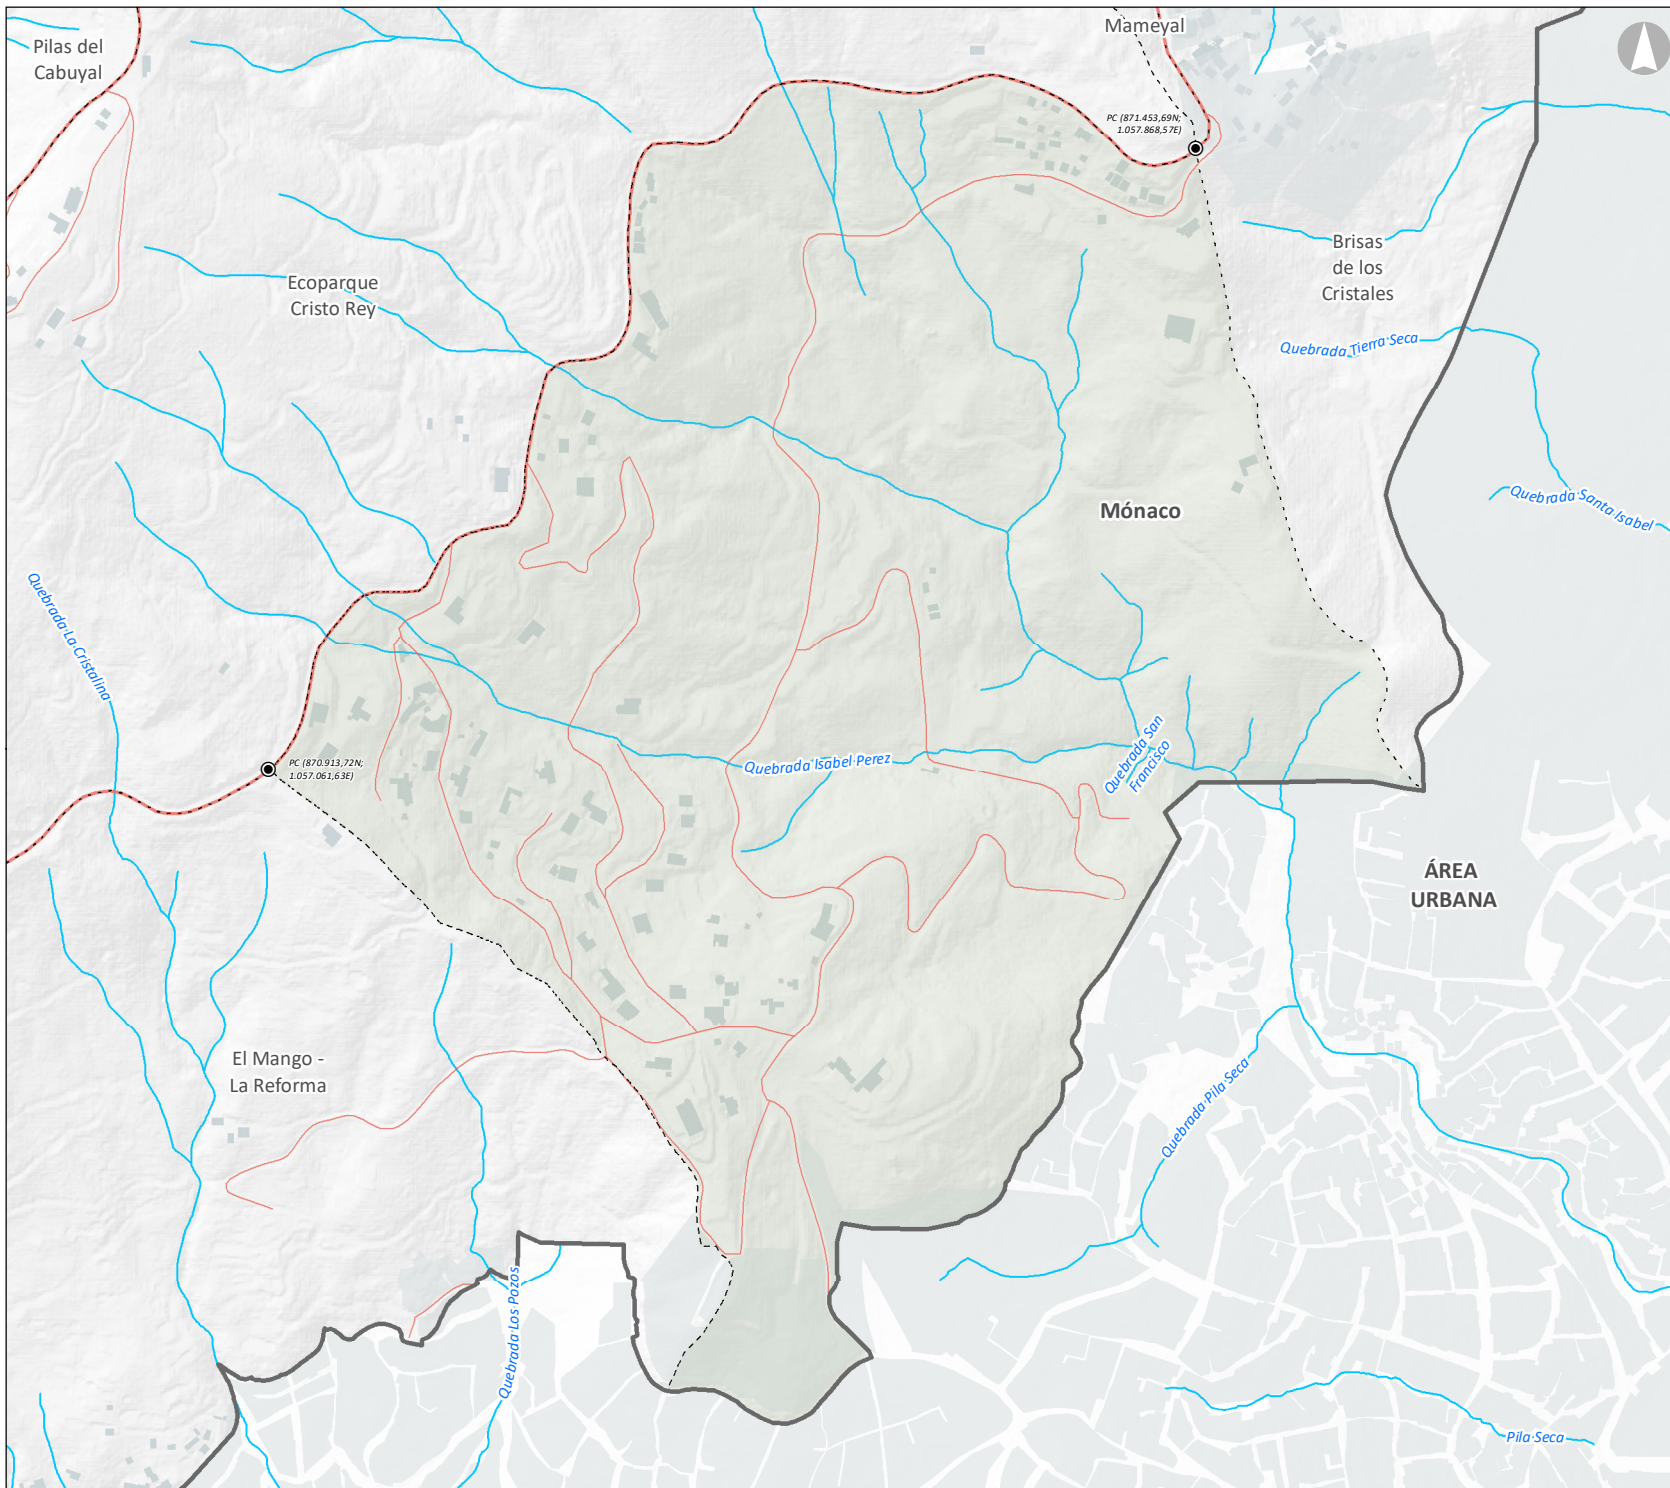 Mameyal
Pilas del
Cabuyal
PC (871.453,69N;
1.057.868,57E)
Brisas
de los
Cristales
Ecoparque
Cristo Rey
Quebrada Tierra Seca
Quebrada Santa Isabel
Mónaco
Quebrada La Cristalina
PC (870.913,72N;
1.057.061,63E)
Quebrada Isabel Perez
Quebrada San
Francisco
ÁREA
URBANA
El Mango -
La Reforma
Quebrada Pila Seca
Quebrada Los Pozos
Pila Seca